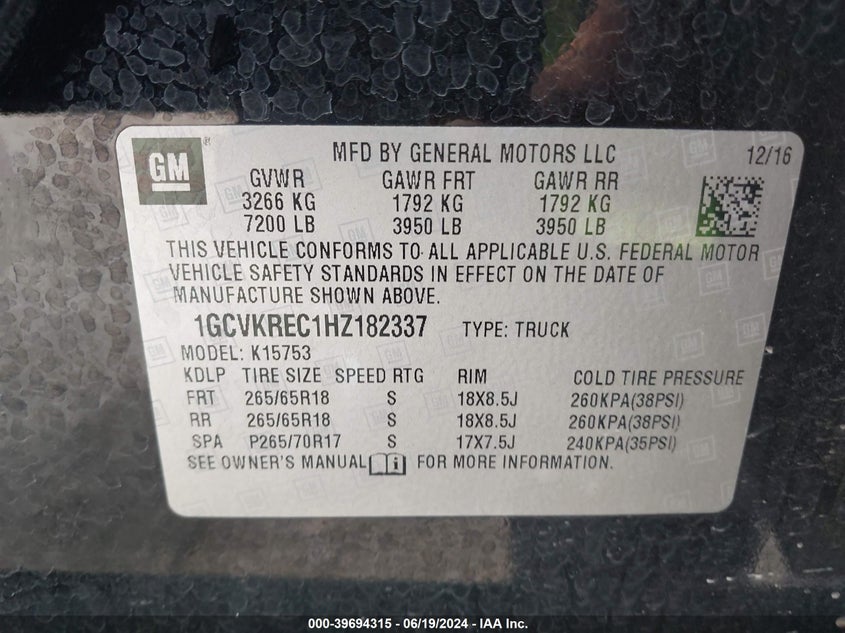 GM ® MFD BY GENERAL MOTORS LLC 12/16
GVWR GAWR FRT GAWR RR
3266 KG 1792 KG 1792 KG
7200 LB 3950 LB 3950 LB
THIS VEHICLE CONFORMS TO ALL APPLICABLE U.S. FEDERAL MOTOR
VEHICLE SAFETY STANDARDS IN EFFECT ON THE DATE OF
MANUFACTURE SHOWN ABOVE.
1GCVKREC1HZ182337 TYPE: TRUCK
MODEL: K15753
KDLP TIRE SIZE SPEED RTG RIM COLD TIRE PRESSURE
FRT 265/65R18 S 18X8.5J 260KPA(38PSI)
RR 265/65R18 S 18X8.5J 260KPA(38PSI)
SPA P265/70R17 S 17X7.5J 240KPA(35PSI)
SEE OWNER'S MANUAL i FOR MORE INFORMATION.
000-39694315 - 06/19/2024 - IAA Inc.